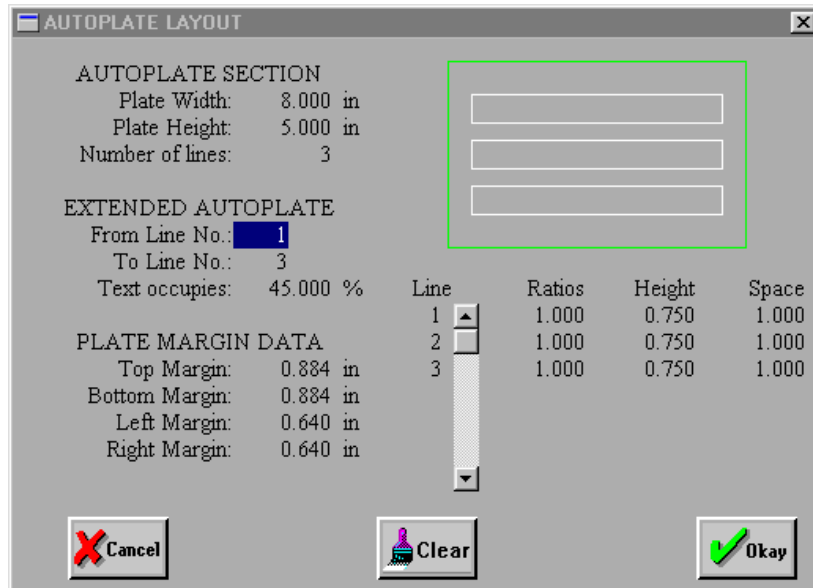 AUTOPLATE LAYOUT
AUTOPLATE SECTION
Plate Width: 8.000 in
Plate Height: 5.000 in
Number of lines: 3
EXTENDED AUTOPLATE
From Line No.: 1
To Line No.: 3
Text occupies: 45.000 %
PLATE MARGIN DATA
Top Margin: 0.884 in
Bottom Margin: 0.884 in
Left Margin: 0.640 in
Right Margin: 0.640 in
Line Ratios Height Space
1 1.000 0.750 1.000
2 1.000 0.750 1.000
3 1.000 0.750 1.000
Cancel
Clear
Okay